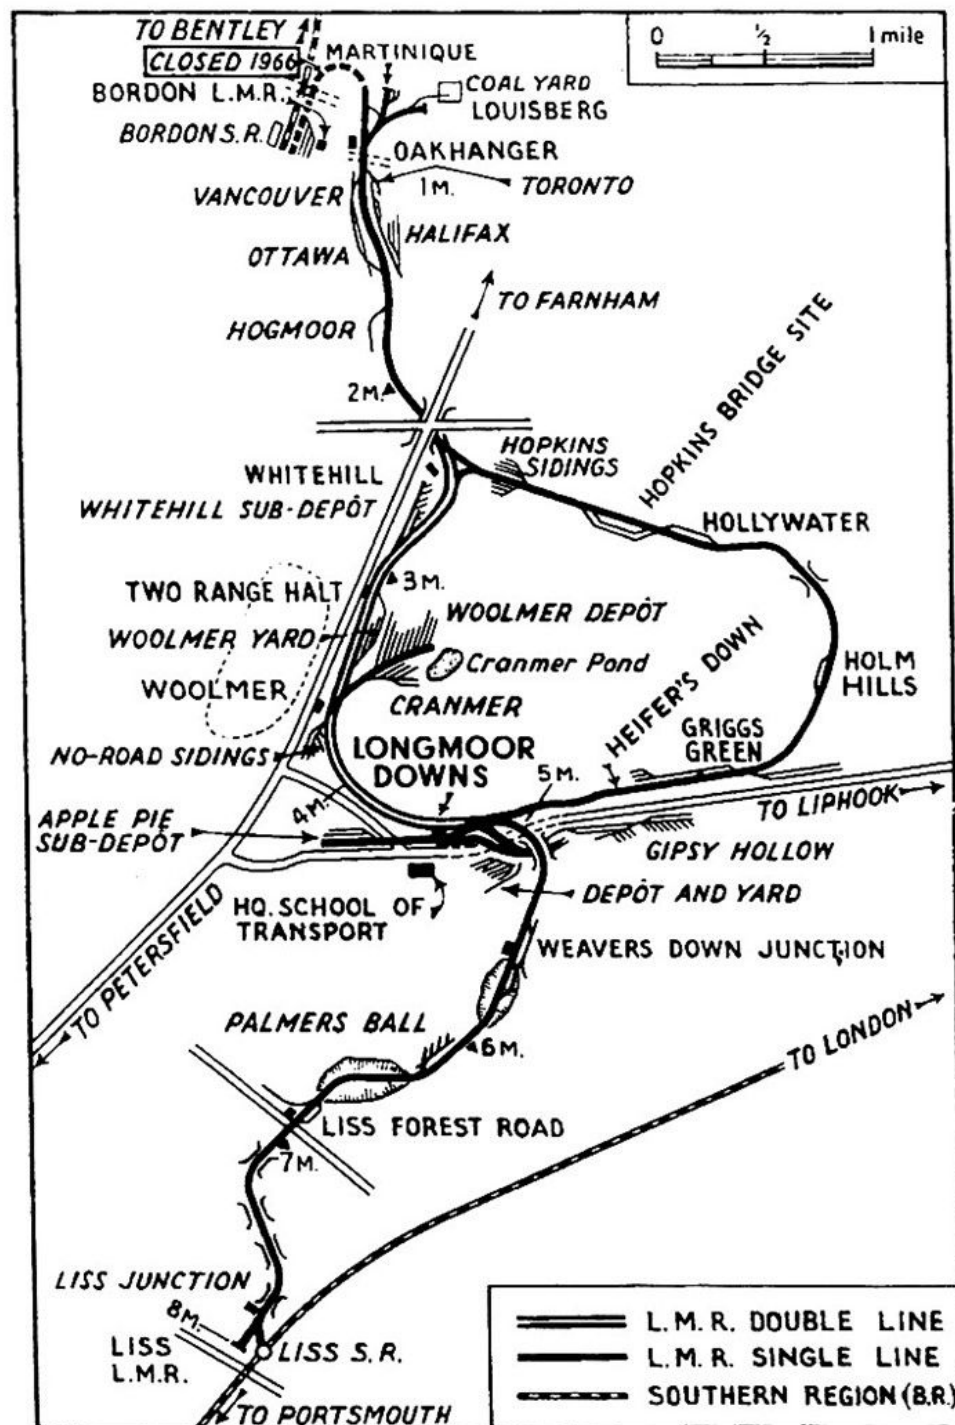 TO BENTLEY
CLOSED 1966
MARTINIQUE
0 ½ 1 mile
BORDON L.M.R.
COAL YARD
LOUISBERG
BORDON S.R.
OAKHANGER
1M.
TORONTO
VANCOUVER
HALIFAX
OTTAWA
TO FARNHAM
HOGMOOR
2M.
HOPKINS BRIDGE SITE
HOPKINS
SIDINGS
WHITEHILL
WHITEHILL SUB-DEPÔT
HOLLYWATER
3M.
TWO RANGE HALT
WOOLMER DEPÔT
WOOLMER YARD
Cranmer Pond
HEIFER'S DOWN
HOLM
HILLS
WOOLMER
CRANMER
GRIGGS
GREEN
NO-ROAD SIDINGS
LONGMOOR
DOWNS
5M.
4M.
TO LIPHOOK
APPLE PIE
SUB-DEPÔT
GIPSY HOLLOW
DEPÔT AND YARD
HQ. SCHOOL OF
TRANSPORT
TO PETERSFIELD
WEAVERS DOWN JUNCTION
PALMERS BALL
6M.
TO LONDON
LISS FOREST ROAD
7M.
LISS JUNCTION
8M.
LISS
L.M.R.
LISS S.R.
TO PORTSMOUTH
L.M.R. DOUBLE LINE
L.M.R. SINGLE LINE
SOUTHERN REGION (B.R.)